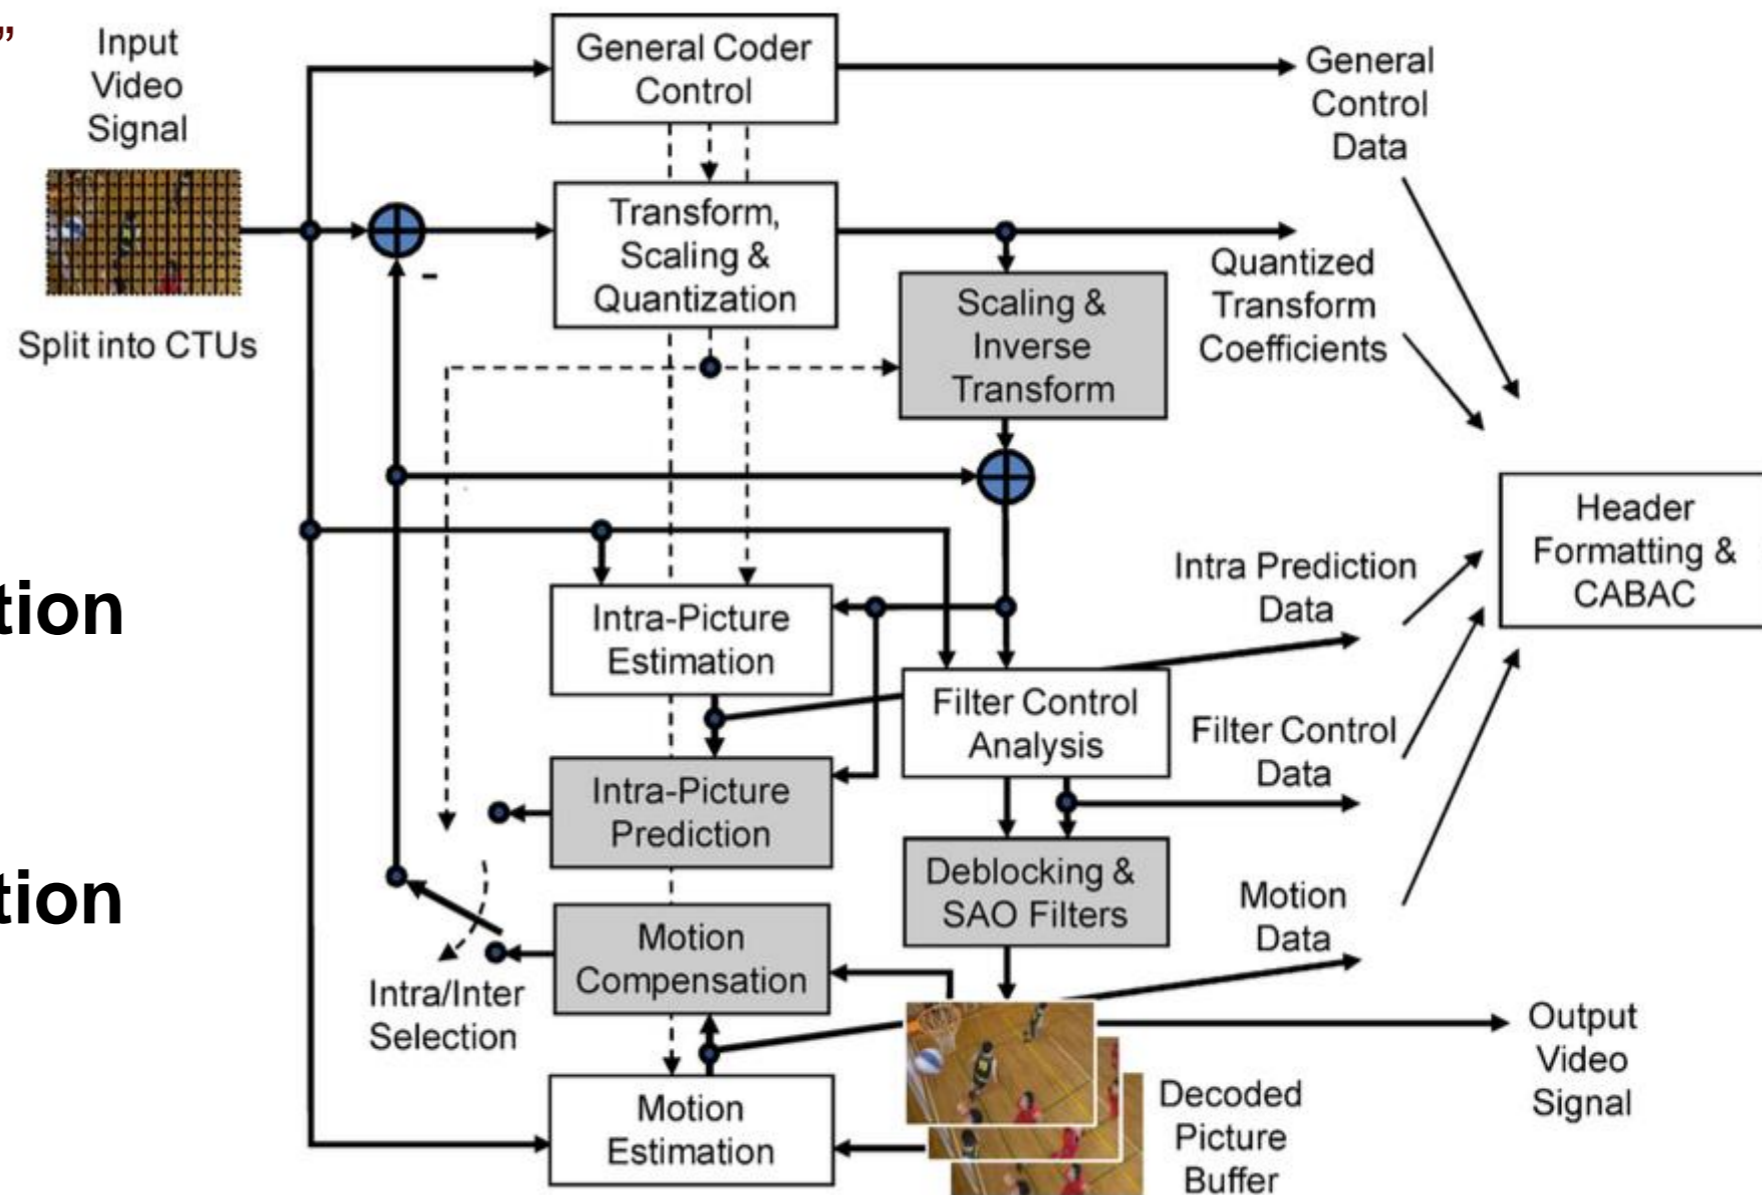 ”
Input
Video
Signal
Split into CTUs
General Coder
Control
General
Control
Data
Transform,
Scaling &
Quantization
Quantized
Transform
Coefficients
-
Scaling &
Inverse
Transform
Header
Formatting &
CABAC
tion
Intra-Picture
Estimation
Intra Prediction
Data
Filter Control
Analysis
Filter Control
Data
Intra-Picture
Prediction
tion
Deblocking &
SAO Filters
Motion
Data
Motion
Compensation
Intra/Inter
Selection
Output
Video
Signal
Motion
Estimation
Decoded
Picture
Buffer